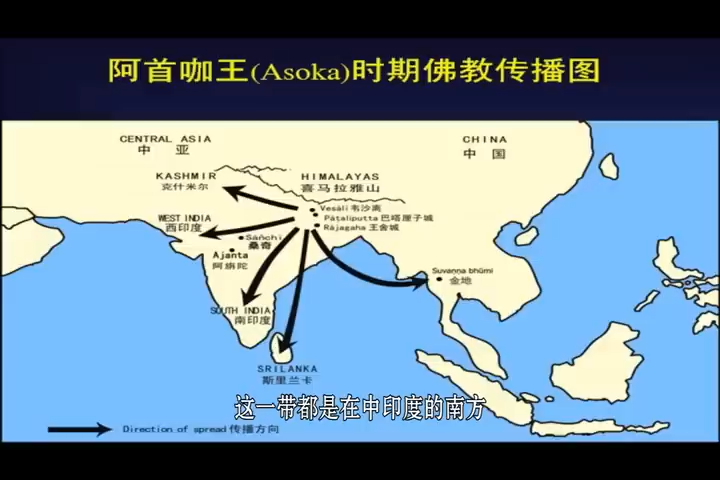 阿首咖王(Asoka)时期佛教传播图
CENTRAL ASIA
中 亚
CHINA
中 国
KASHMIR
克什米尔
HIMALAYAS
喜马拉雅山
Vesāli 韦沙离
Pāṭaliputta 巴嗒厘子城
Rājagaha 王舍城
WEST INDIA
西印度
Sāñchi
桑奇
Ajanta
阿旃陀
Suvaṇṇa bhūmi
金地
SOUTH INDIA
南印度
SRILANKA
斯里兰卡
这一带都是在中印度的南方
Direction of spread 传播方向